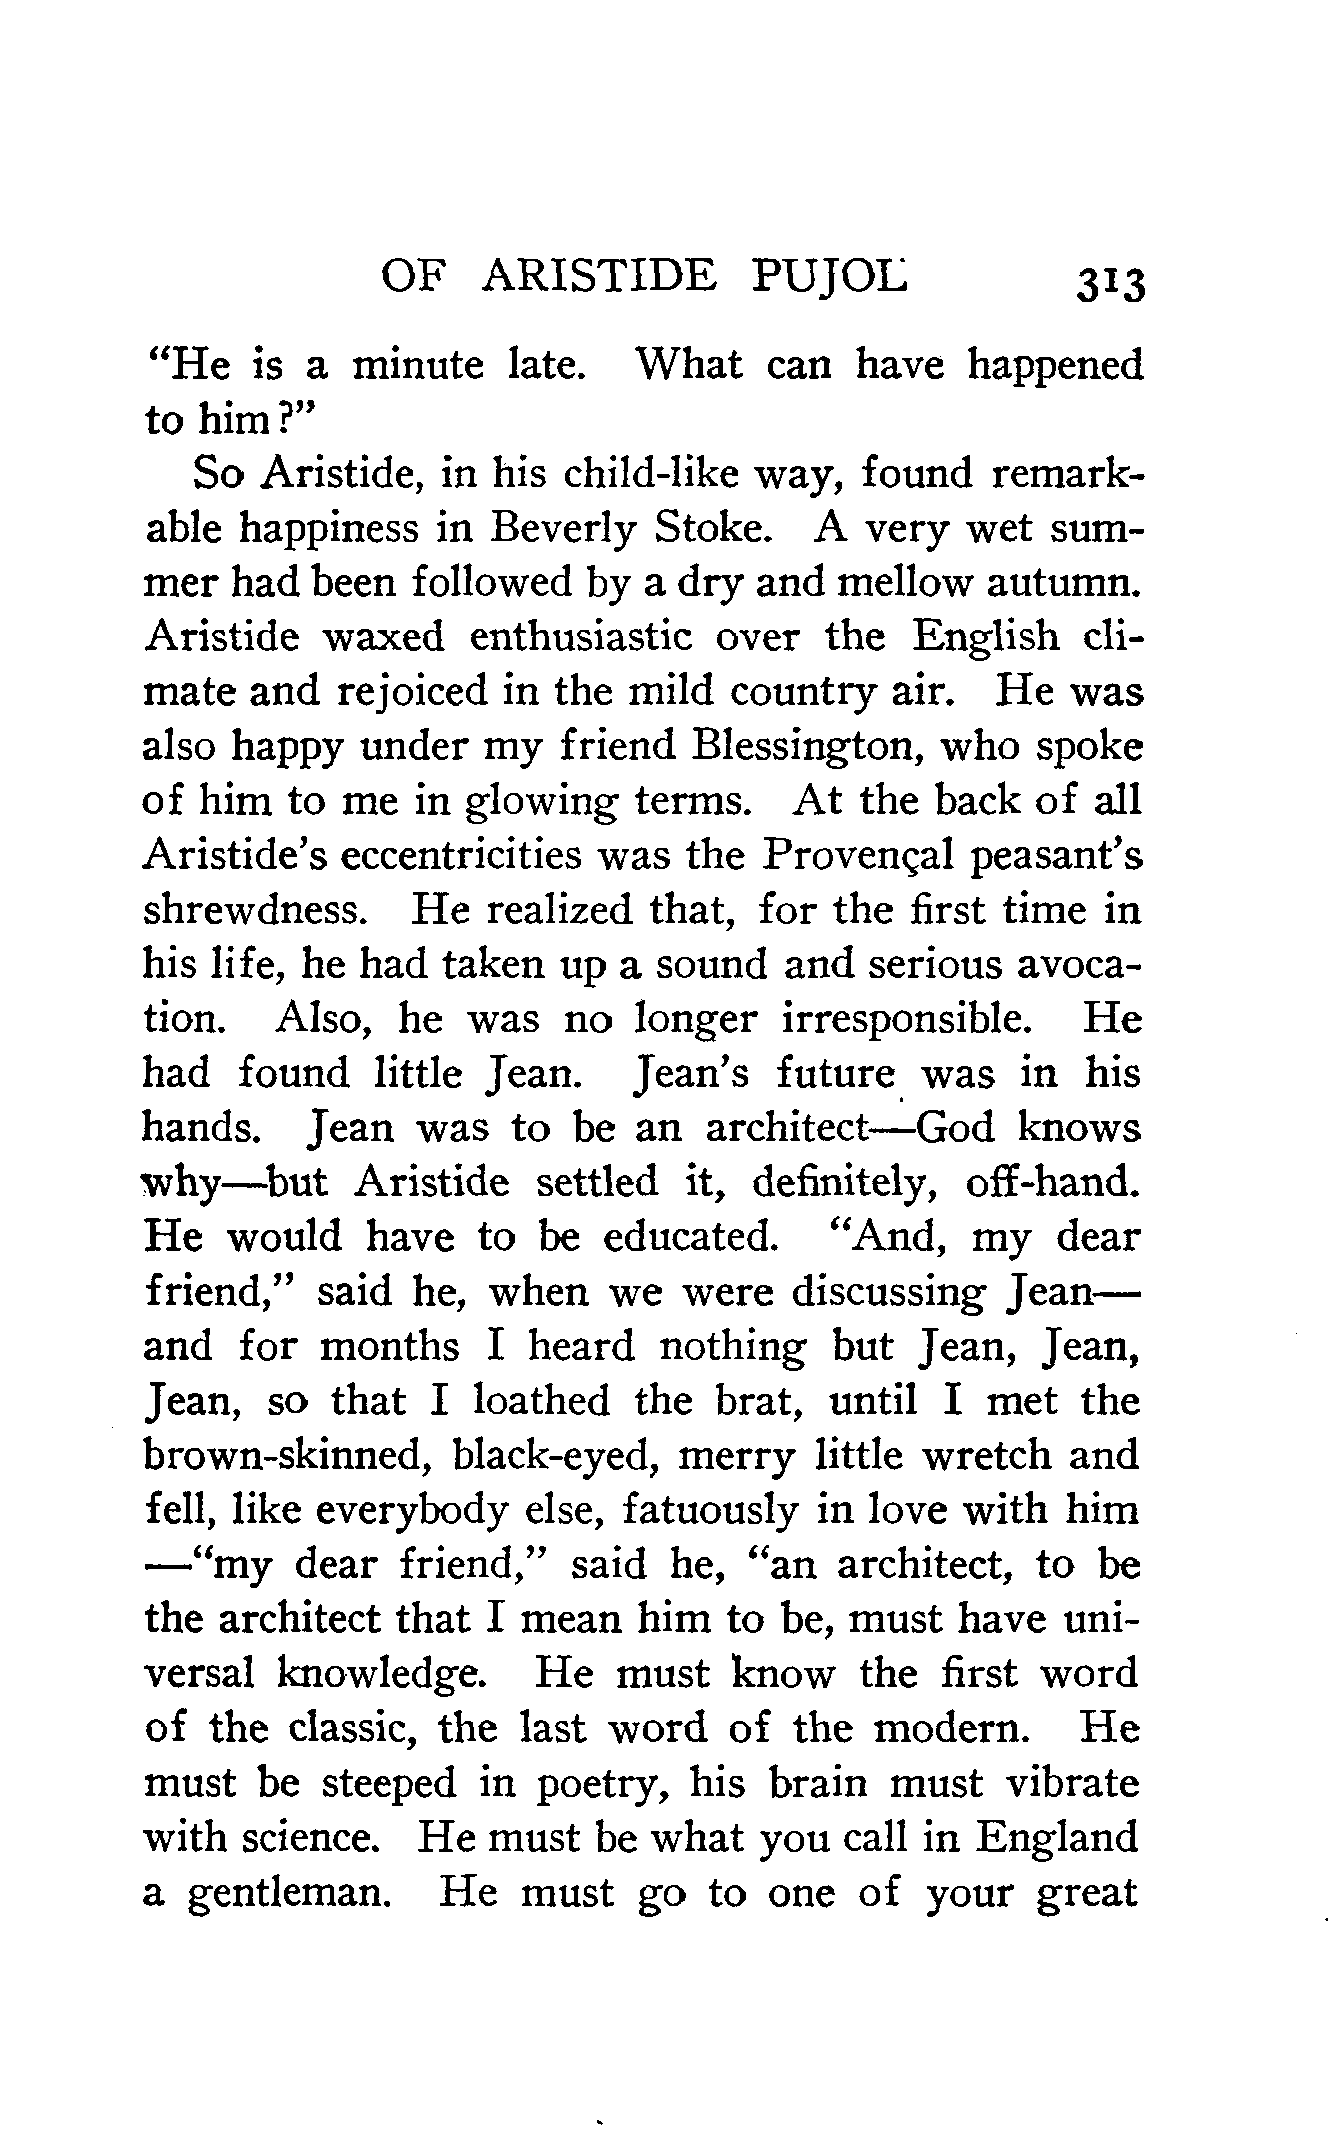 OF ARISTIDE PUJOL 313
"He is a minute late. What can have happened
to him?"
So Aristide, in his child-like way, found remark-
able happiness in Beverly Stoke. A very wet sum-
mer had been followed by a dry and mellow autumn.
Aristide waxed enthusiastic over the English cli-
mate and rejoiced in the mild country air. He was
also happy under my friend Blessington, who spoke
of him to me in glowing terms. At the back of all
Aristide's eccentricities was the Provençal peasant's
shrewdness. He realized that, for the first time in
his life, he had taken up a sound and serious avoca-
tion. Also, he was no longer irresponsible. He
had found little Jean. Jean's future was in his
hands. Jean was to be an architect—God knows
why—but Aristide settled it, definitely, off-hand.
He would have to be educated. "And, my dear
friend," said he, when we were discussing Jean—
and for months I heard nothing but Jean, Jean,
Jean, so that I loathed the brat, until I met the
brown-skinned, black-eyed, merry little wretch and
fell, like everybody else, fatuously in love with him
—"my dear friend," said he, "an architect, to be
the architect that I mean him to be, must have uni-
versal knowledge. He must know the first word
of the classic, the last word of the modern. He
must be steeped in poetry, his brain must vibrate
with science. He must be what you call in England
a gentleman. He must go to one of your great